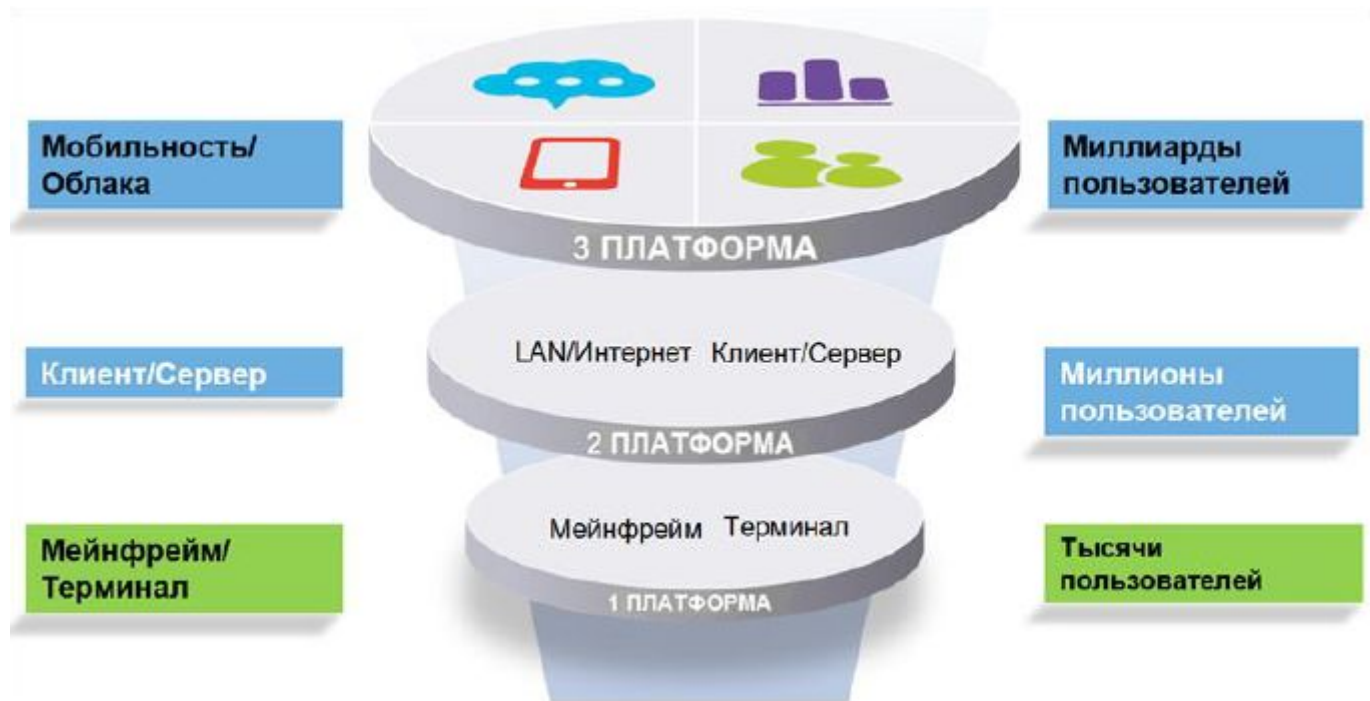 Мобильность/
Облака
Миллиарды
пользователей
3 ПЛАТФОРМА
LAN/Интернет Клиент/Сервер
Клиент/Сервер
Миллионы
пользователей
2 ПЛАТФОРМА
Мейнфрейм Терминал
Мейнфрейм/
Терминал
Тысячи
пользователей
1 ПЛАТФОРМА